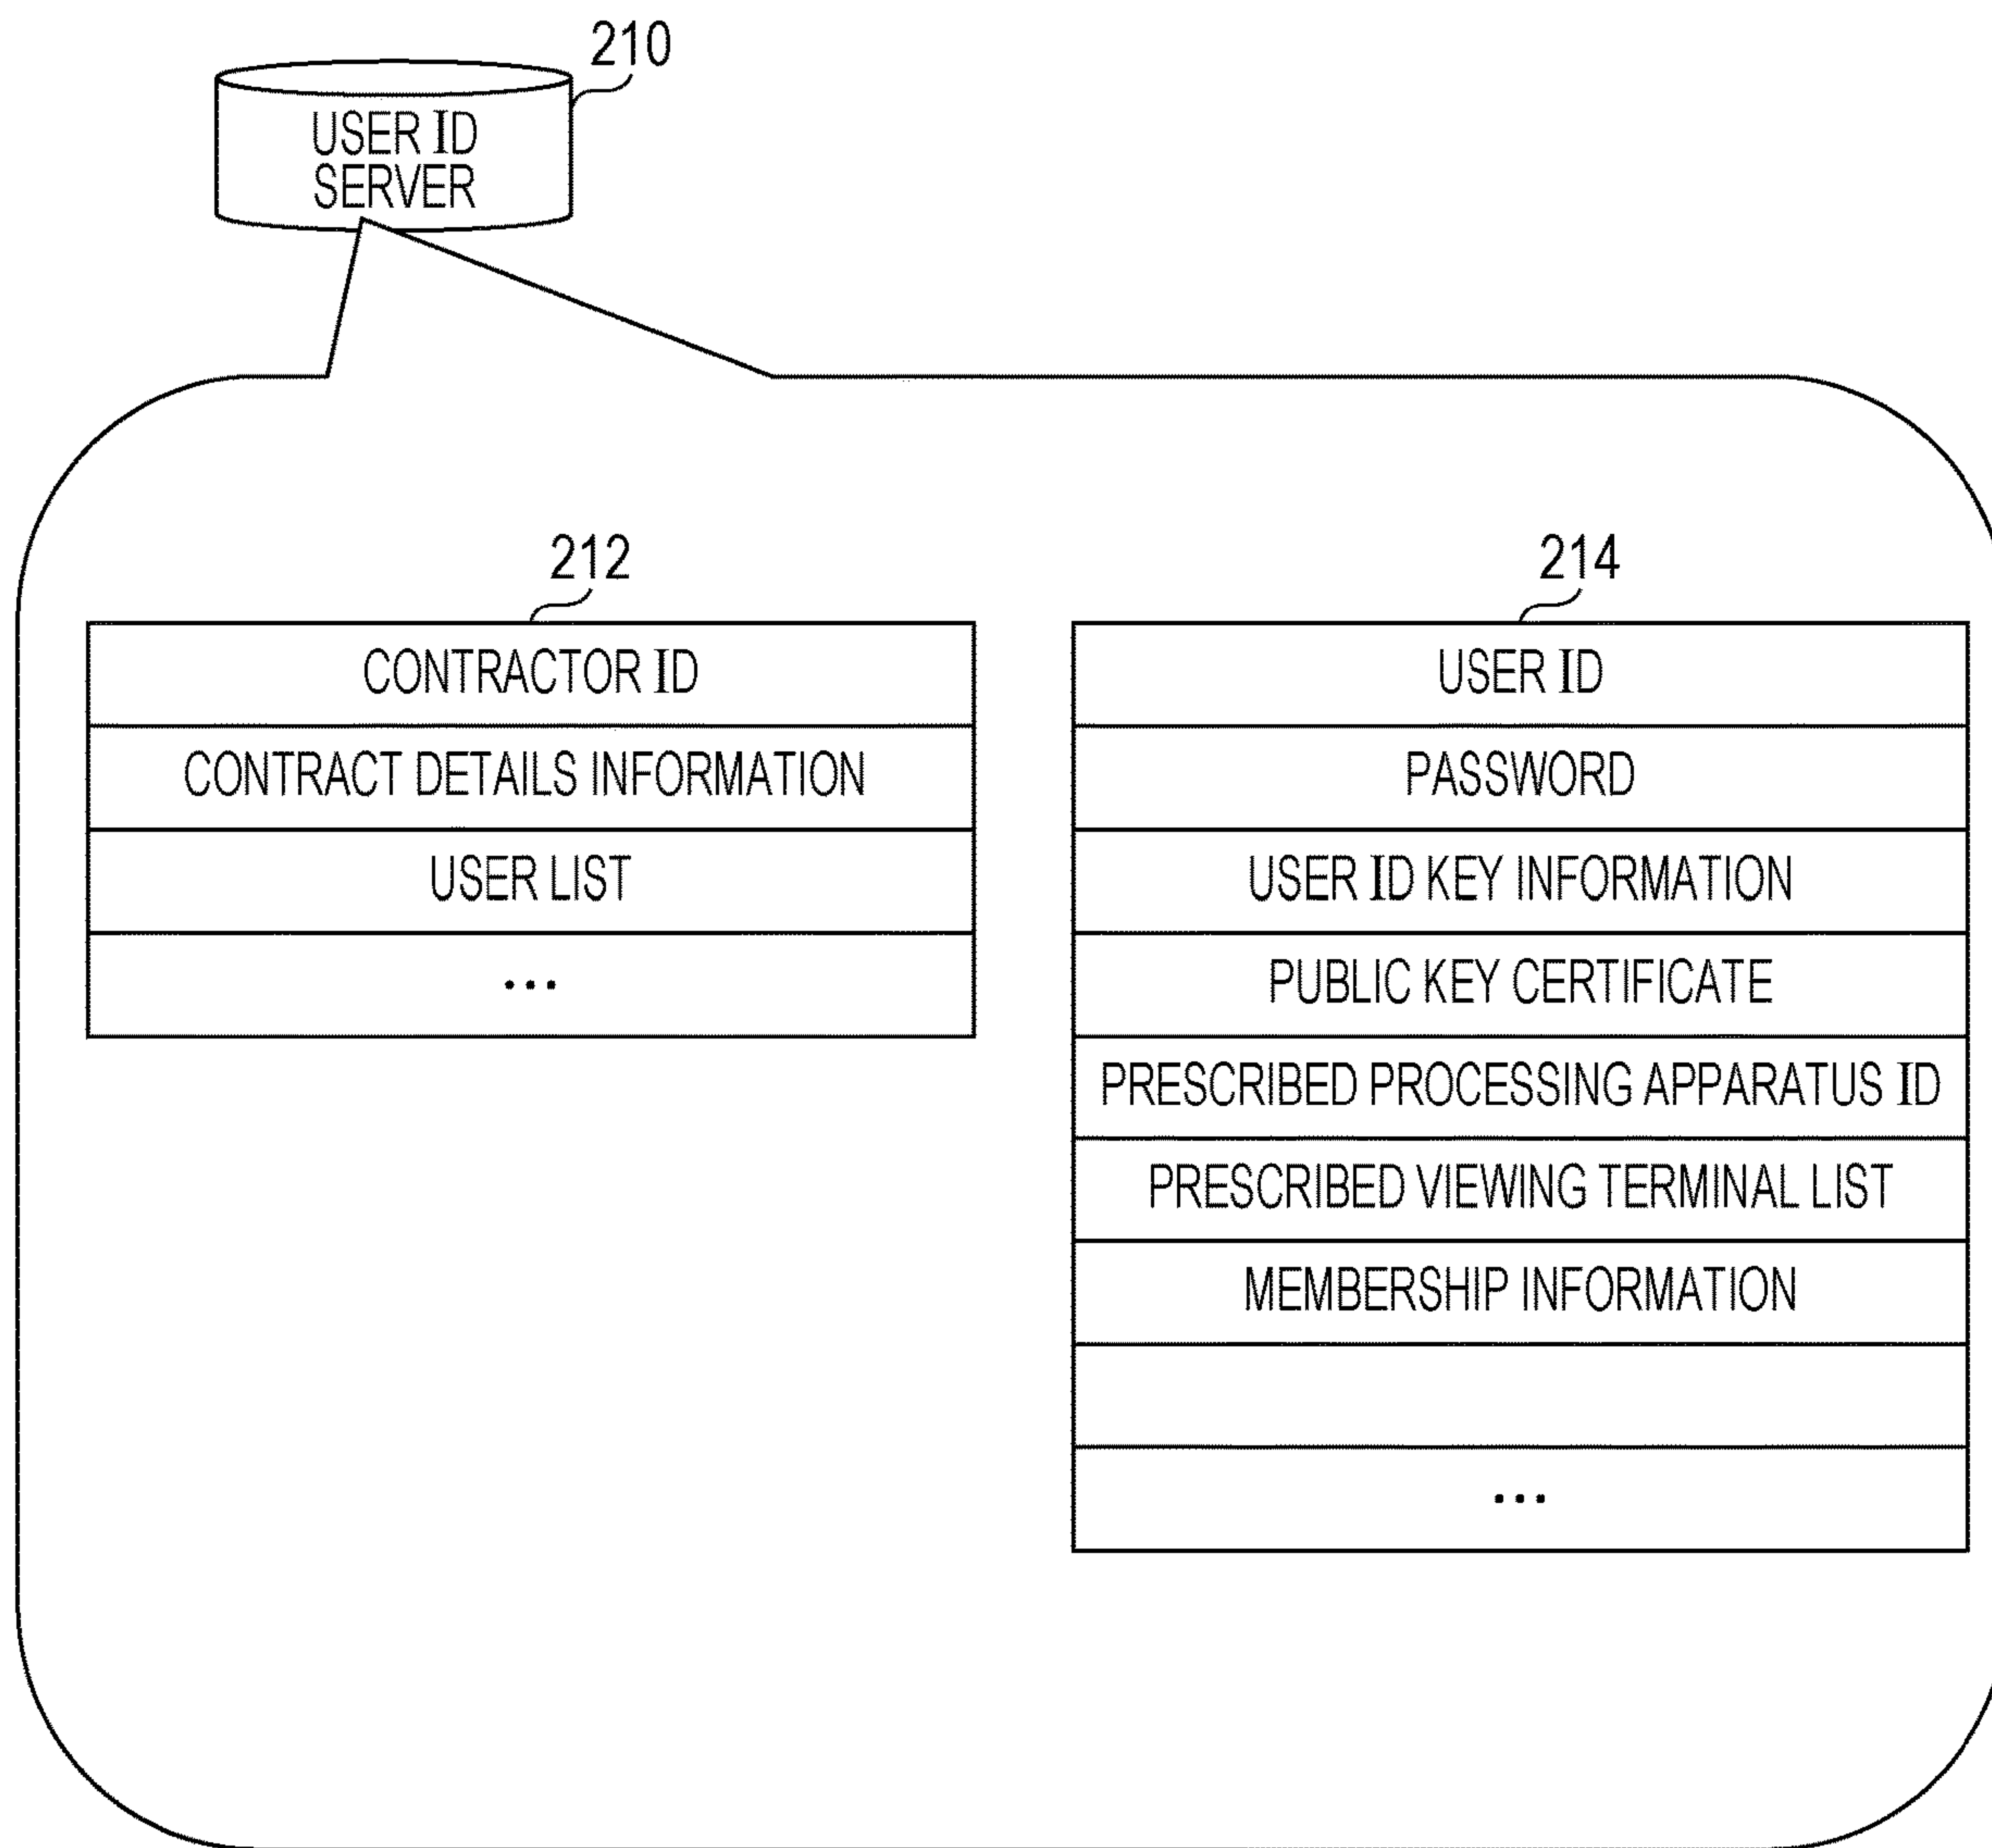 210
USER ID
SERVER
212
CONTRACTOR ID
CONTRACT DETAILS INFORMATION
USER LIST
...
214
USER ID
PASSWORD
USER ID KEY INFORMATION
PUBLIC KEY CERTIFICATE
PRESCRIBED PROCESSING APPARATUS ID
PRESCRIBED VIEWING TERMINAL LIST
MEMBERSHIP INFORMATION
...